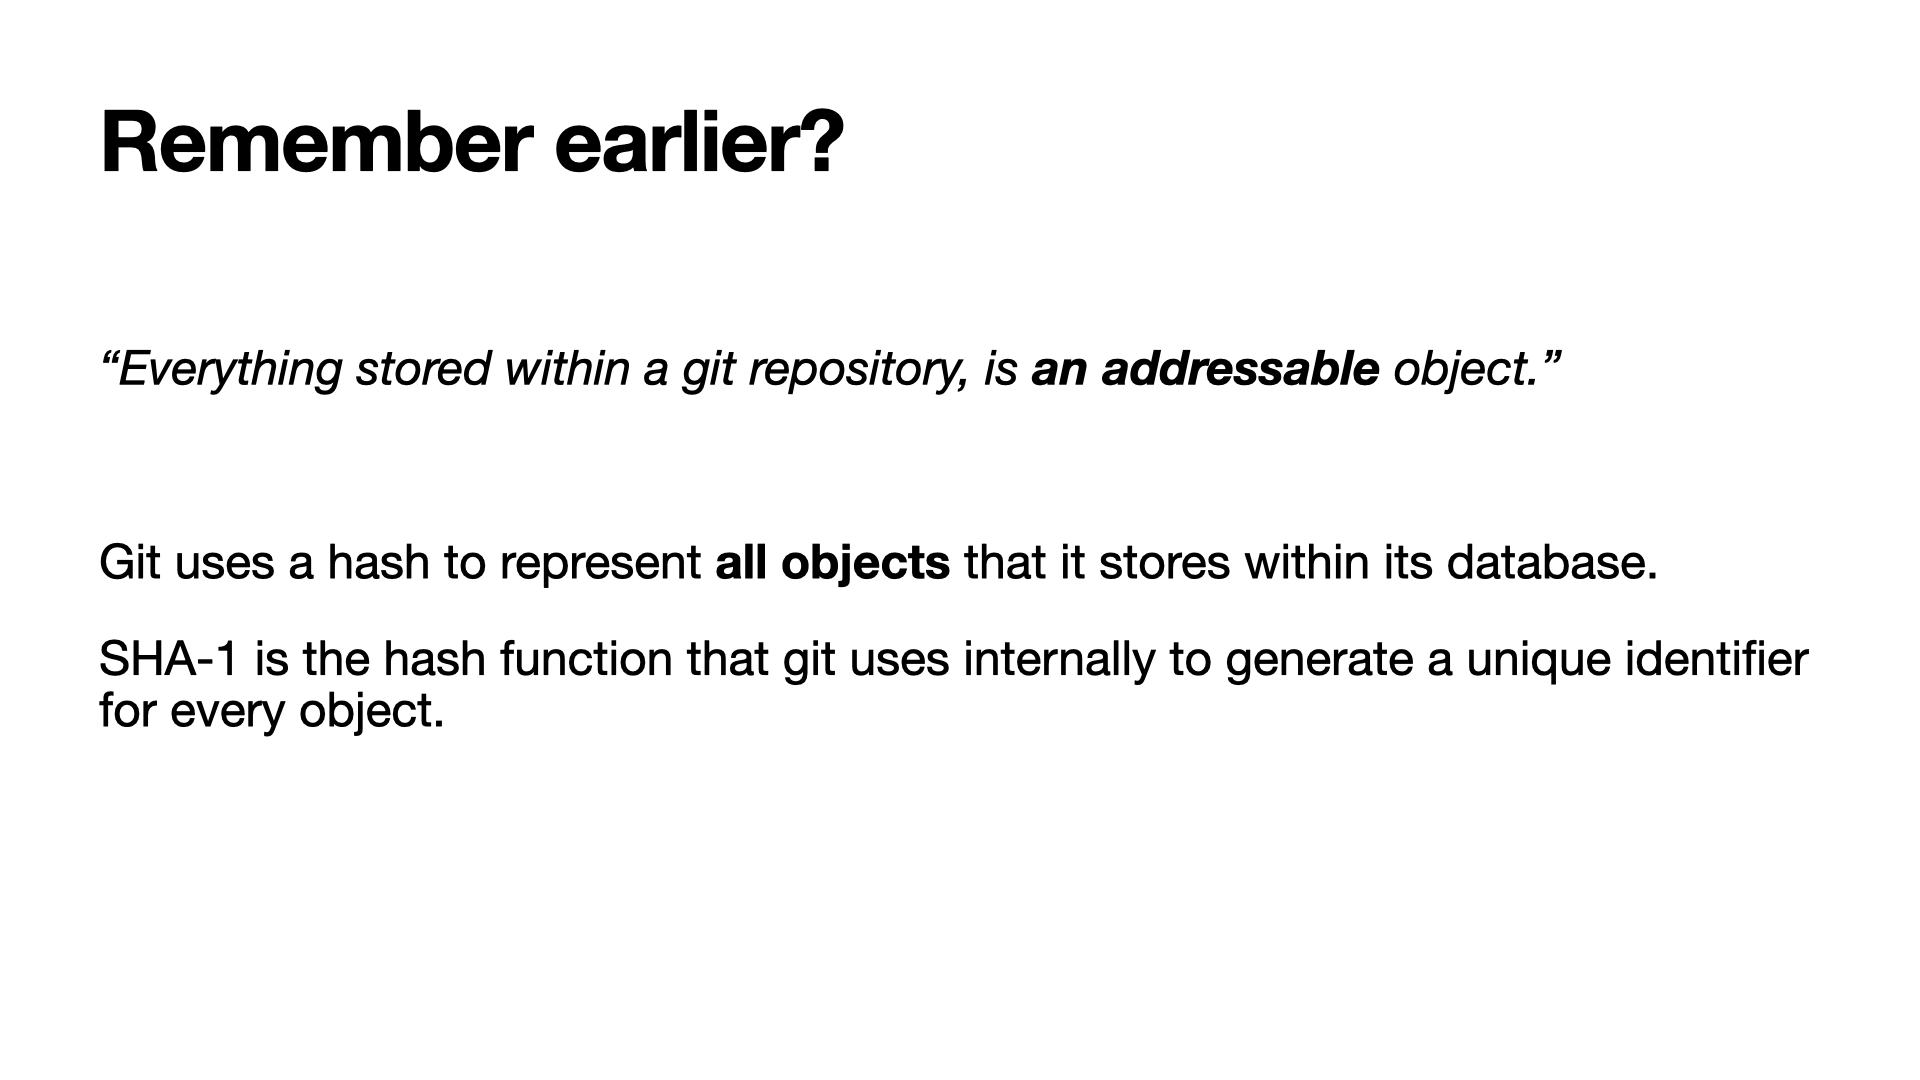 Remember earlier?
“Everything stored within a git repository, is an addressable object.”
Git uses a hash to represent all objects that it stores within its database.
SHA-1 is the hash function that git uses internally to generate a unique identifier
for every object.